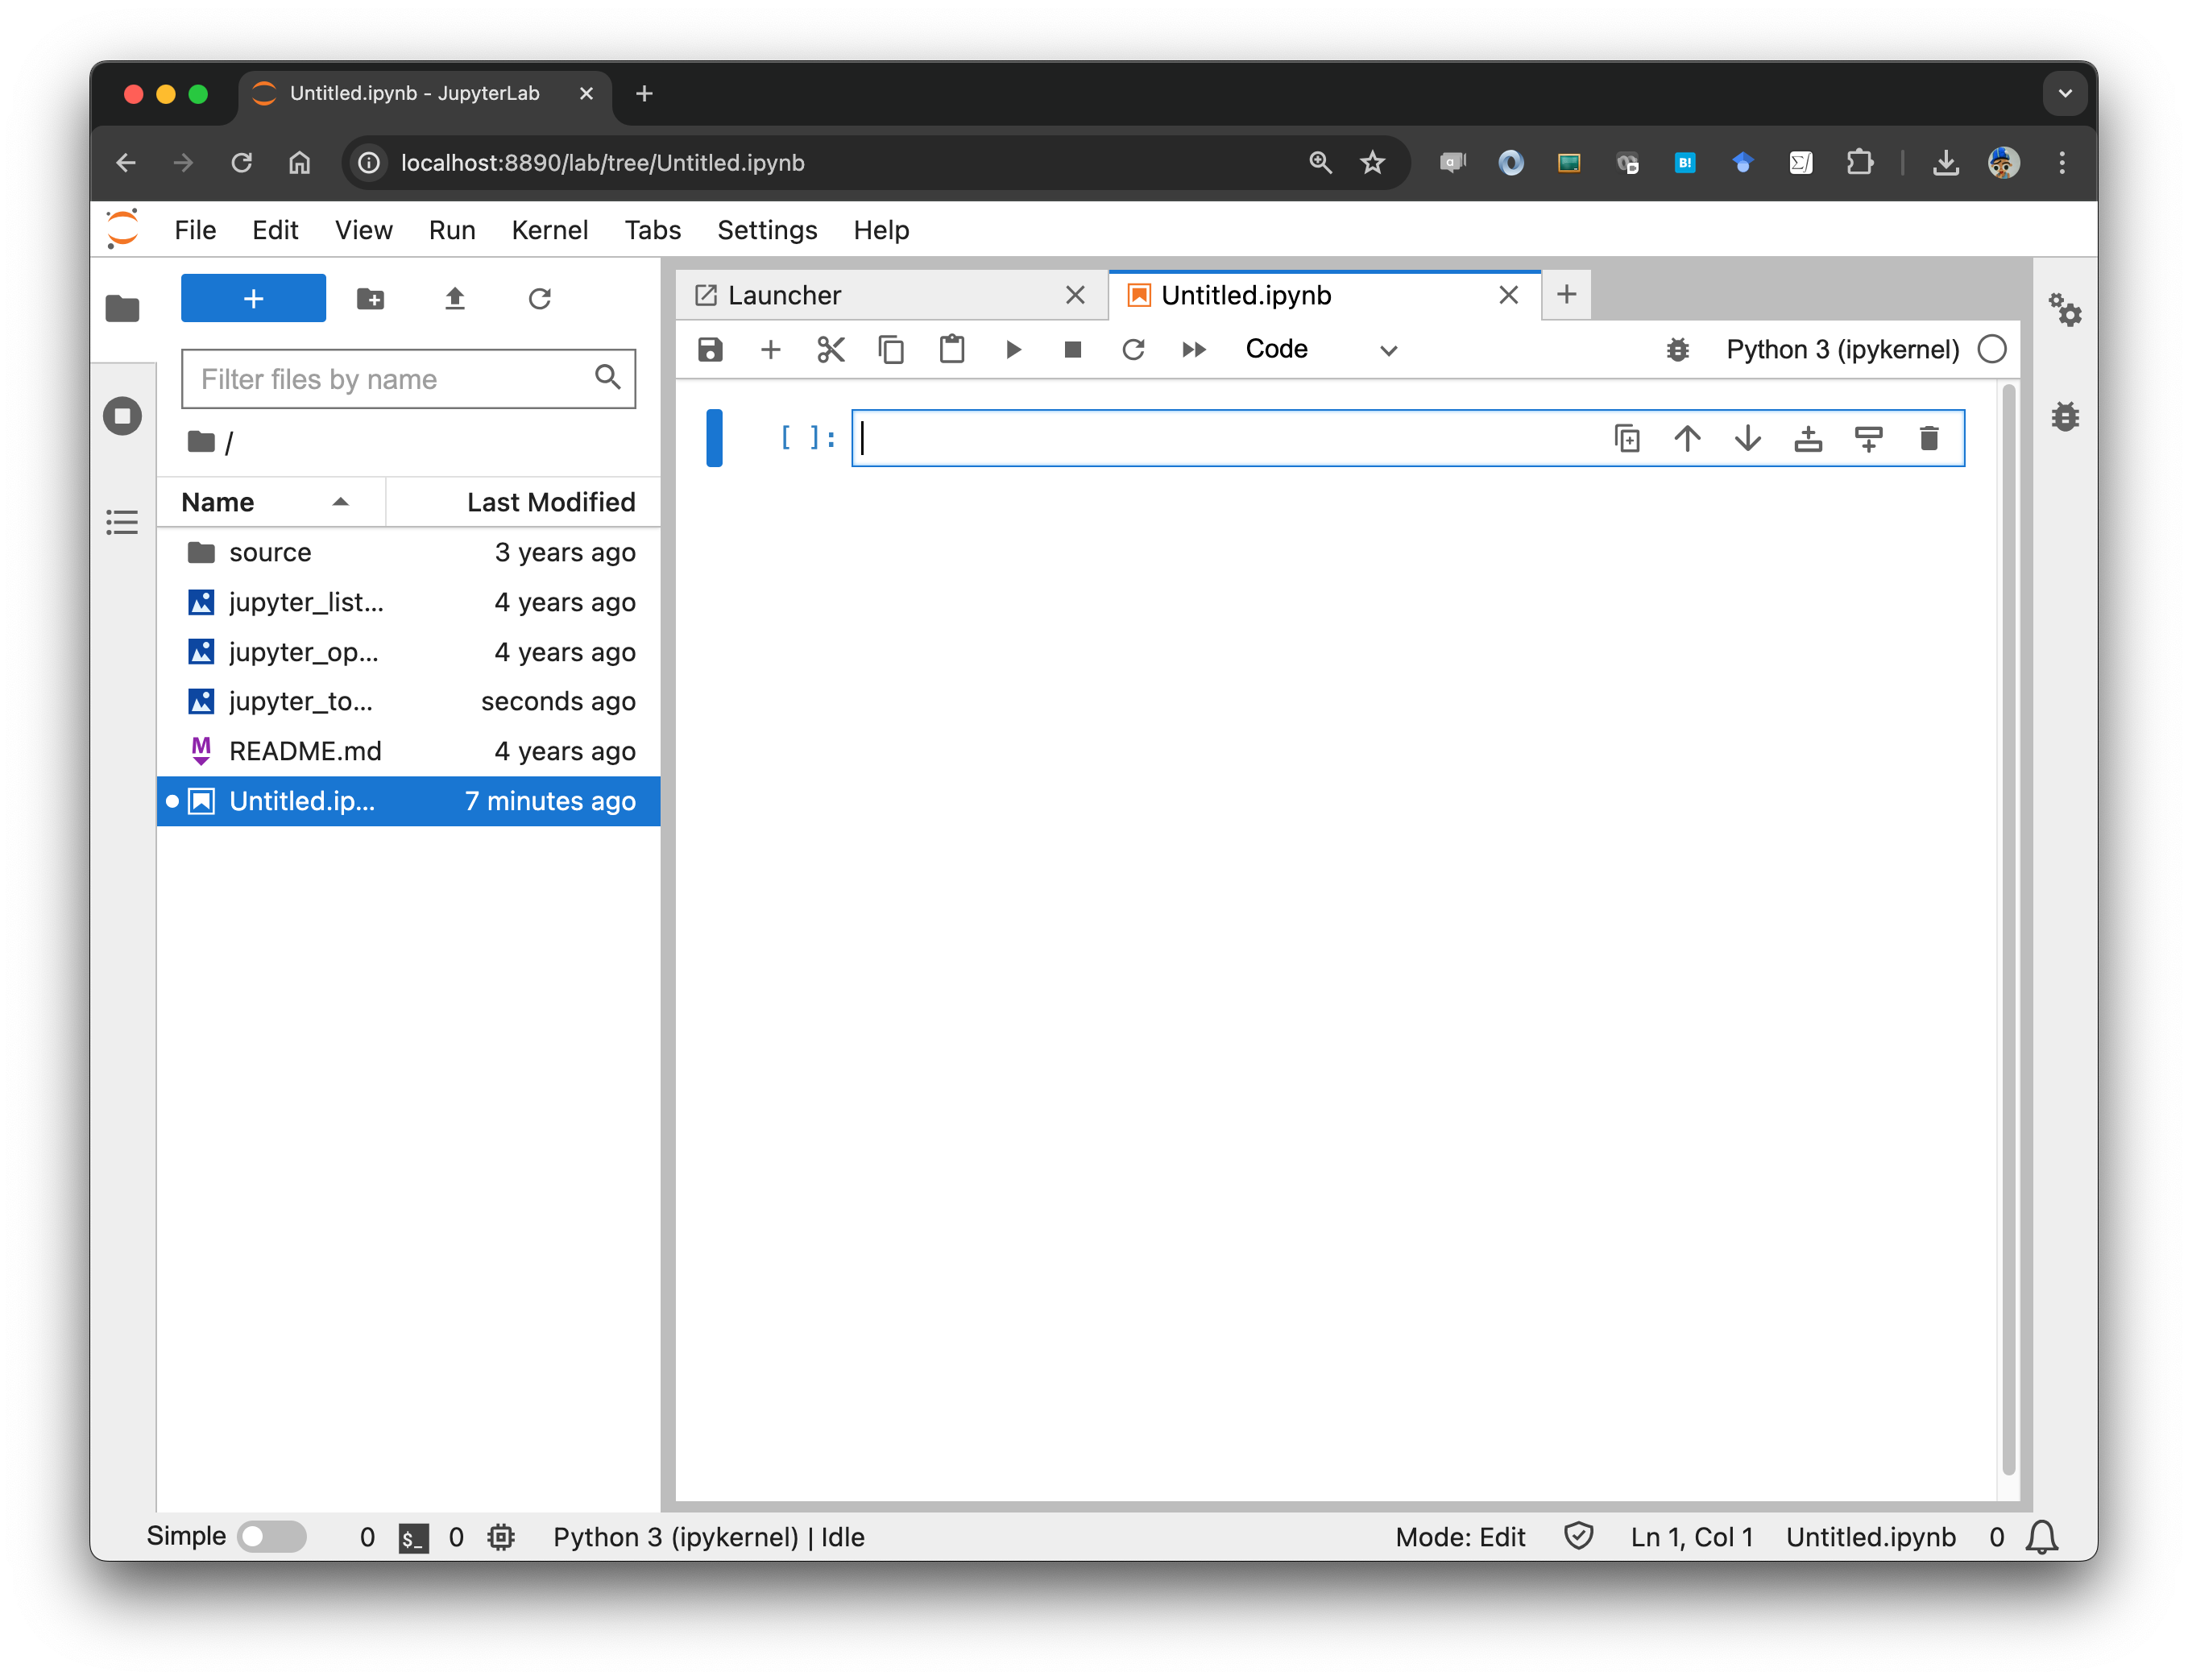 Untitled.ipynb - JupyterLab
localhost:8890/lab/tree/Untitled.ipynb
File Edit View Run Kernel Tabs Settings Help
Launcher Untitled.ipynb
Code Python 3 (ipykernel)
Filter files by name
/
[ ]:
Name Last Modified
source 3 years ago
jupyter_list... 4 years ago
jupyter_op... 4 years ago
jupyter_to... seconds ago
README.md 4 years ago
Untitled.ip... 7 minutes ago
Simple 0 $_ 0 Python 3 (ipykernel) | Idle Mode: Edit Ln 1, Col 1 Untitled.ipynb 0